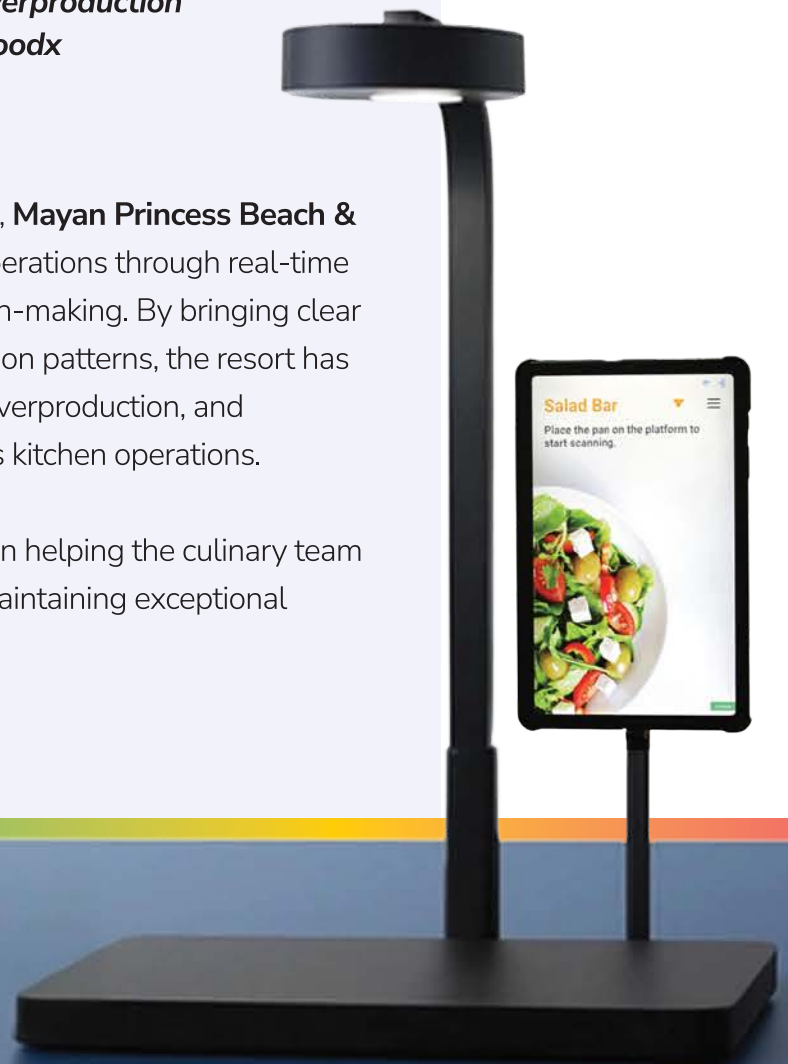 verproduction
oodx
, Mayan Princess Beach &
erations through real-time
n-making. By bringing clear
on patterns, the resort has
verproduction, and
s kitchen operations.
n helping the culinary team
aintaining exceptional
Salad Bar
Place the pan on the platform to
start scanning.